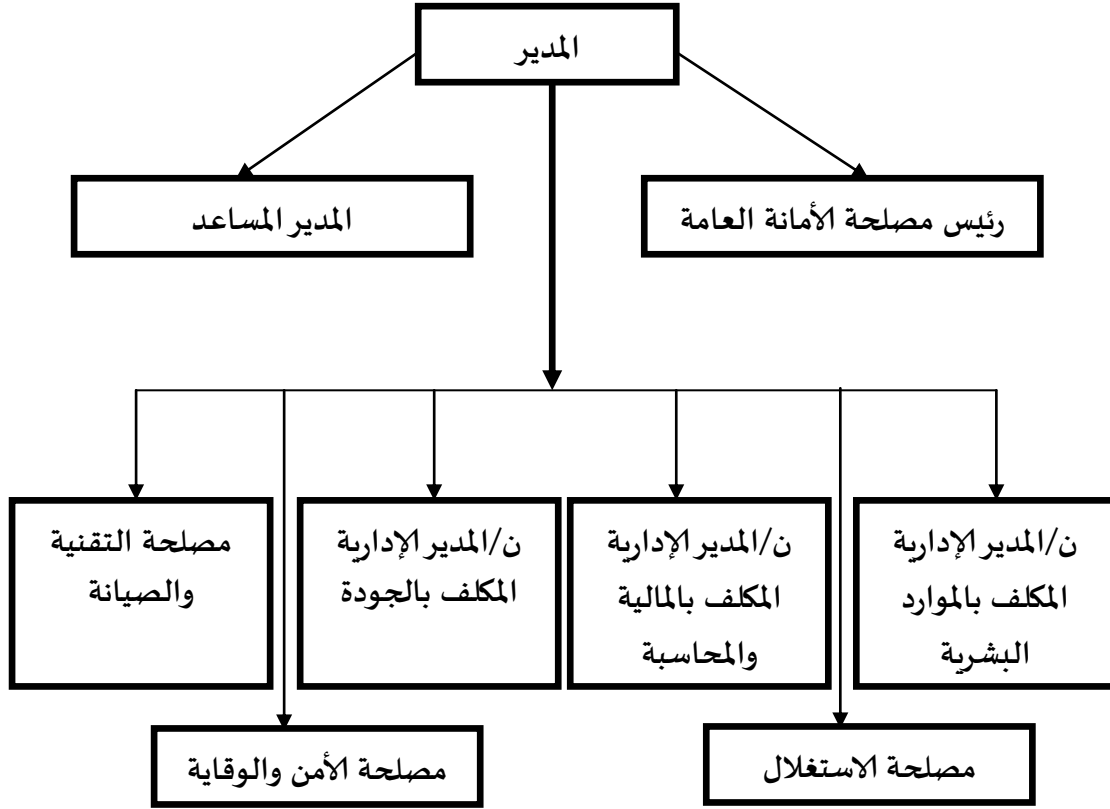 المدير
رئيس مصلحة الأمانة العامة
المدير المساعد
ن/المدير الإدارية
المكلف بالموارد
البشرية
ن/المدير الإدارية
المكلف بالمالية
والمحاسبة
ن/المدير الإدارية
المكلف بالجودة
مصلحة التقنية
والصيانة
مصلحة الاستغلال
مصلحة الأمن والوقاية